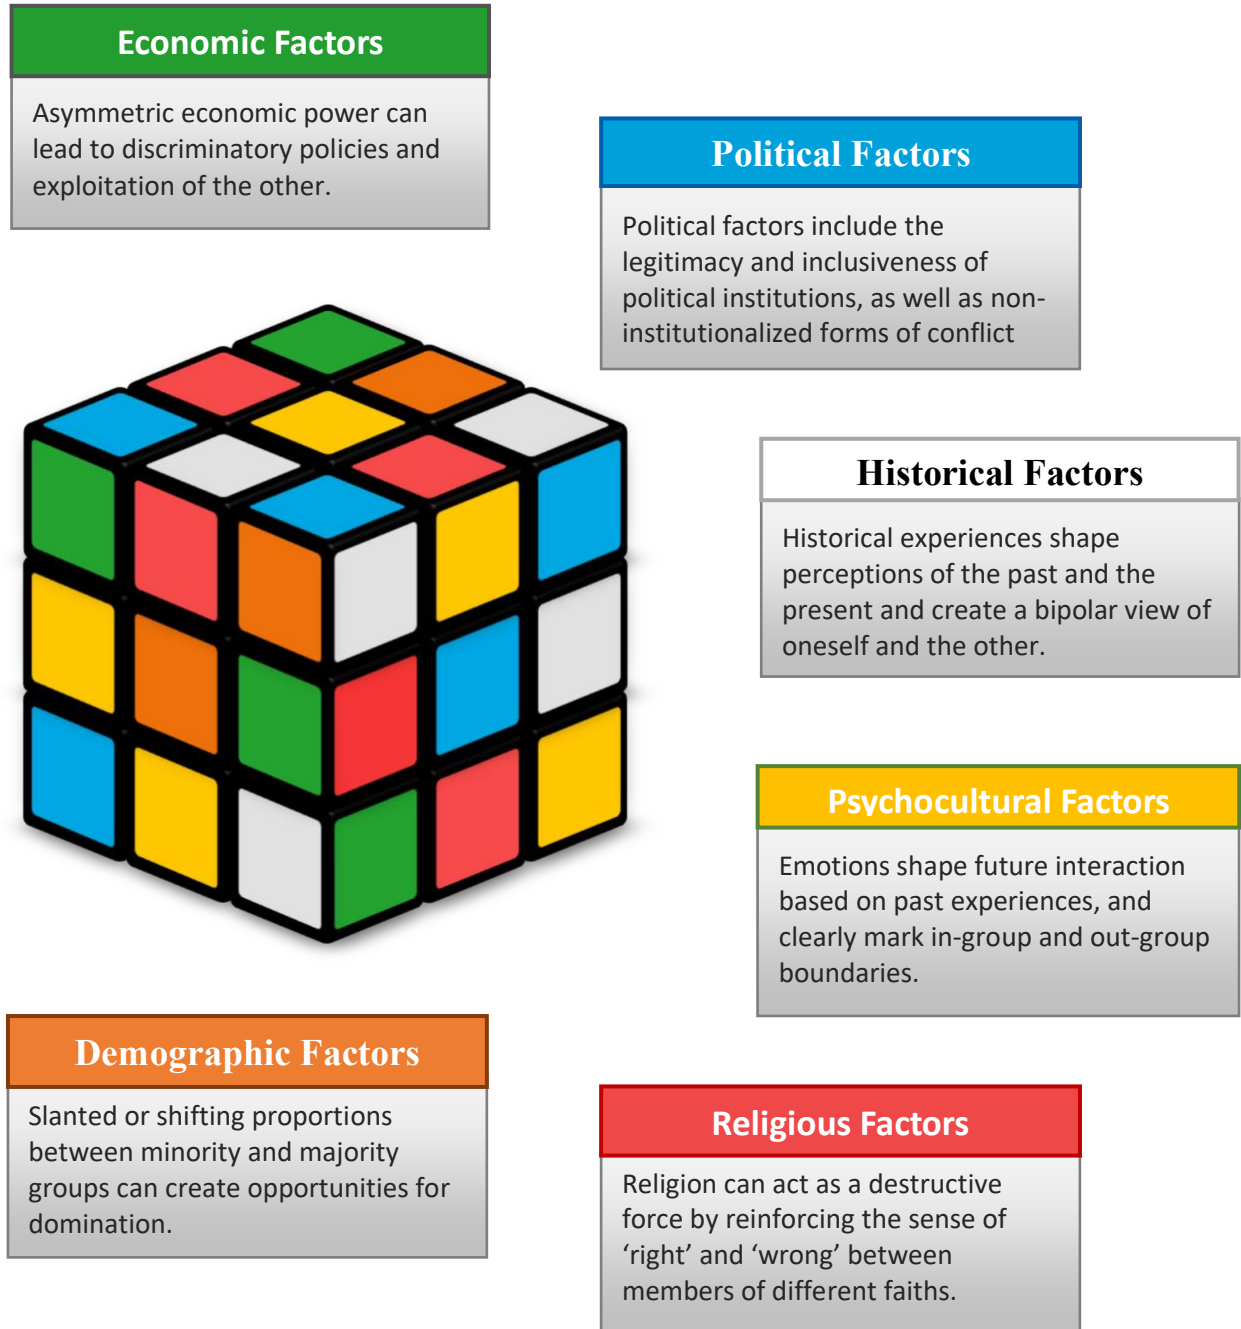 Economic Factors
Asymmetric economic power can
lead to discriminatory policies and
exploitation of the other.
Political Factors
Political factors include the
legitimacy and inclusiveness of
political institutions, as well as non-
institutionalized forms of conflict
Historical Factors
Historical experiences shape
perceptions of the past and the
present and create a bipolar view of
oneself and the other.
Psychocultural Factors
Emotions shape future interaction
based on past experiences, and
clearly mark in-group and out-group
boundaries.
Demographic Factors
Slanted or shifting proportions
between minority and majority
groups can create opportunities for
domination.
Religious Factors
Religion can act as a destructive
force by reinforcing the sense of
‘right’ and ‘wrong’ between
members of different faiths.